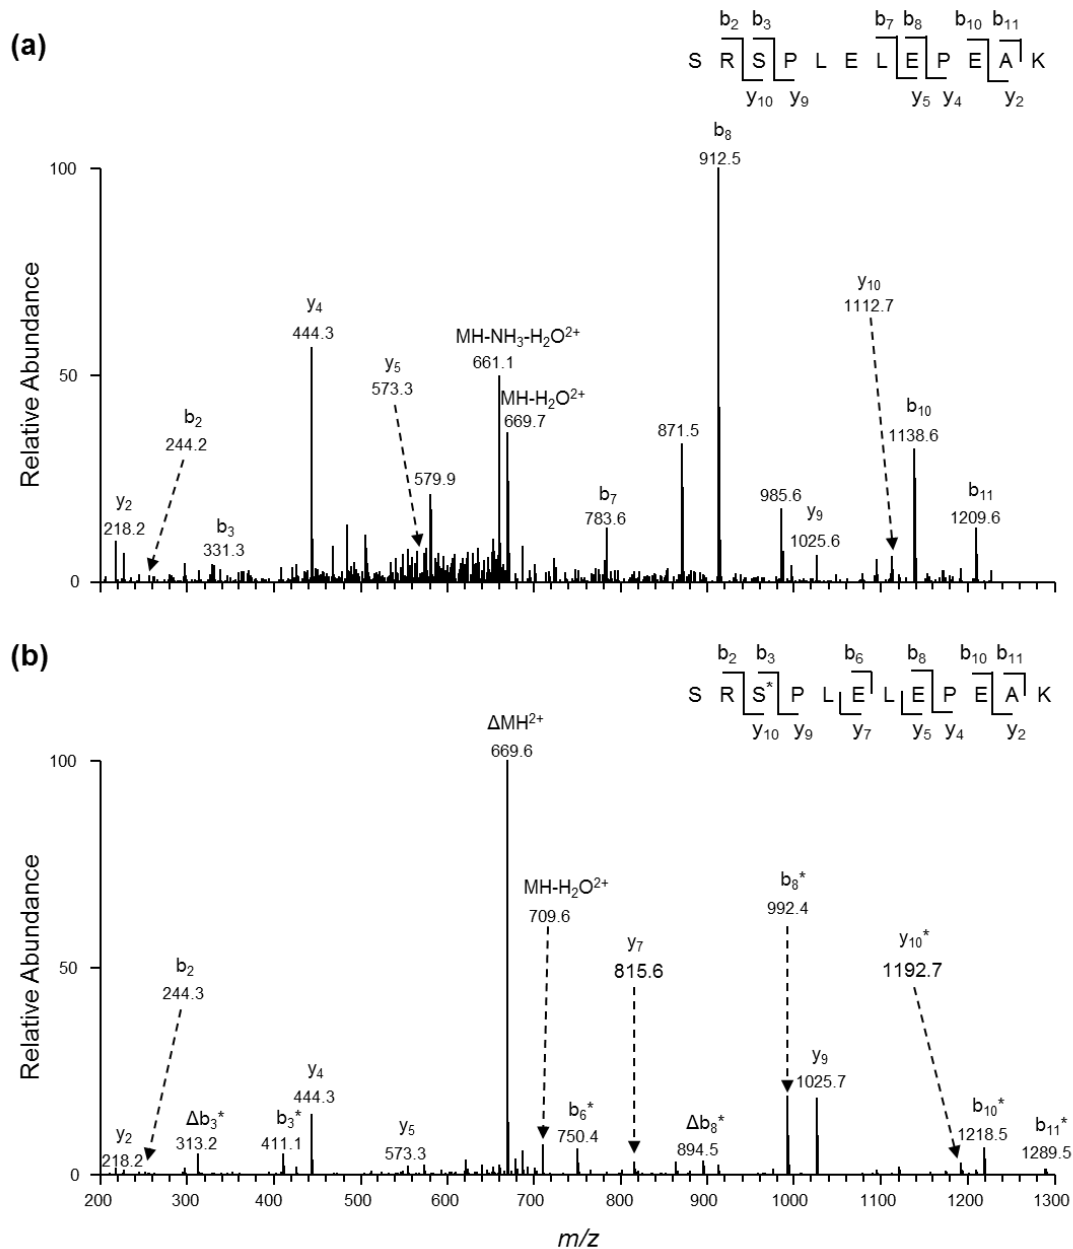 (a)
b₂ b₃ b₇ b₈ b₁₀ b₁₁
S R S P L E L E P E A K
y₁₀ y₉ y₅ y₄ y₂
Relative Abundance
100
50
0
y₂
218.2
b₂
244.2
b₃
331.3
y₄
444.3
y₅
573.3
579.9
MH-NH₃-H₂O²⁺
661.1
MH-H₂O²⁺
669.7
b₇
783.6
871.5
b₈
912.5
985.6
y₉
1025.6
y₁₀
1112.7
b₁₀
1138.6
b₁₁
1209.6
(b)
b₂ b₃ b₆ b₈ b₁₀ b₁₁
S R S* P L E L E P E A K
y₁₀ y₉ y₇ y₅ y₄ y₂
Relative Abundance
100
50
0
y₂
218.2
b₂
244.3
Δb₃*
313.2
b₃*
411.1
y₄
444.3
y₅
573.3
ΔMH²⁺
669.6
MH-H₂O²⁺
709.6
b₆*
750.4
y₇
815.6
Δb₈*
894.5
b₈*
992.4
y₉
1025.7
y₁₀*
1192.7
b₁₀*
1218.5
b₁₁*
1289.5
200 300 400 500 600 700 800 900 1000 1100 1200 1300
m/z